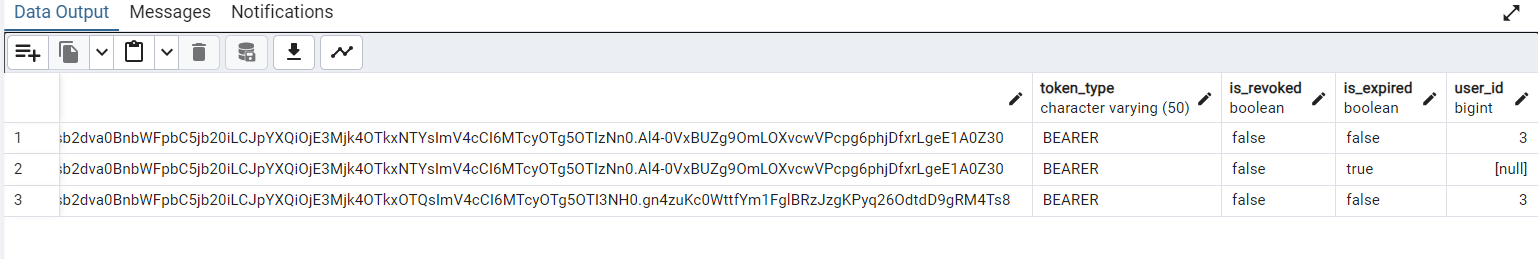 Data Output Messages Notifications
token_type is_revoked is_expired user_id
character varying (50) boolean boolean bigint
1 sb2dva0BnbWFpbC5jb20iLCJpYXQiOjE3Mjk4OTkxNTYsImV4cCI6MTcyOTg5OTIzNn0.Al4-0VxBUZg9OmLOXvcwVPcpg6phjDfxrLgeE1A0Z30 BEARER false false 3
2 sb2dva0BnbWFpbC5jb20iLCJpYXQiOjE3Mjk4OTkxNTYsImV4cCI6MTcyOTg5OTIzNn0.Al4-0VxBUZg9OmLOXvcwVPcpg6phjDfxrLgeE1A0Z30 BEARER false true [null]
3 sb2dva0BnbWFpbC5jb20iLCJpYXQiOjE3Mjk4OTkxOTQsImV4cCI6MTcyOTg5OTI3NH0.gn4zuKc0WttfYm1FglBRzJzgKPyq26OdtdD9gRM4Ts8 BEARER false false 3